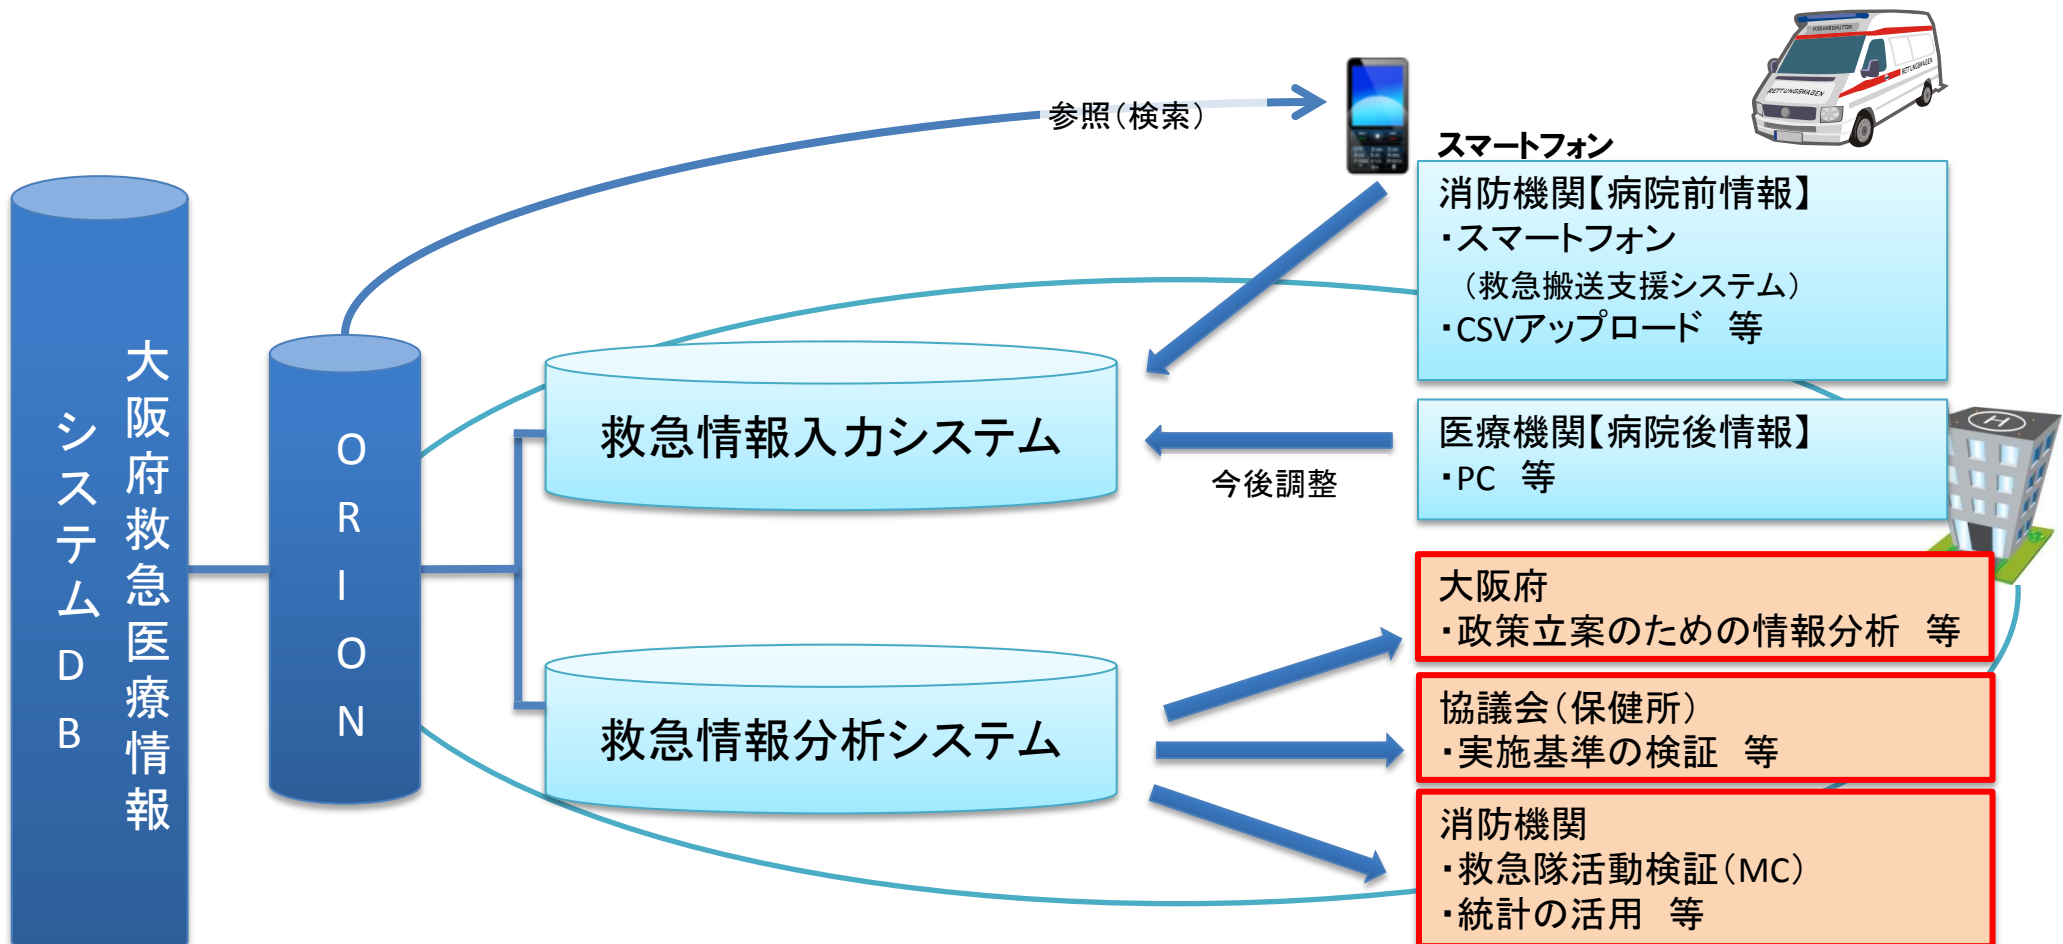 参照（検索）
スマートフォン
消防機関【病院前情報】
・スマートフォン
（救急搬送支援システム）
・CSVアップロード　等
大阪府救急医療情報
システムDB
ORION
救急情報入力システム
今後調整
医療機関【病院後情報】
・PC　等
救急情報分析システム
大阪府
・政策立案のための情報分析　等
協議会（保健所）
・実施基準の検証　等
消防機関
・救急隊活動検証（MC）
・統計の活用　等
RETTUNGSWAGEN
RETTUNGSWAGEN
H